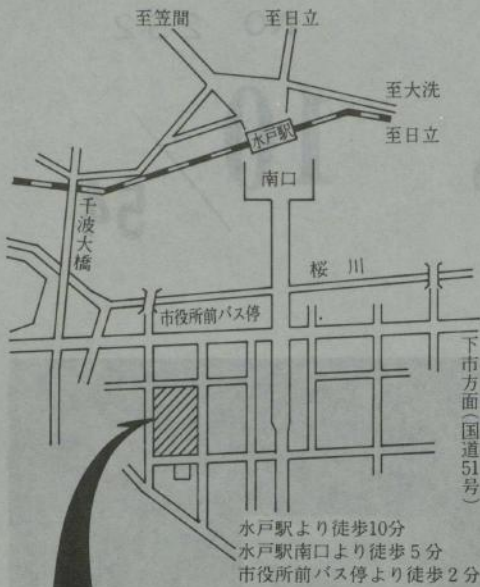 至笠間
至日立
至大洗
至日立
水戸駅
南口
千波大橋
桜川
市役所前バス停
下市方面(国道51号)
水戸駅より徒歩10分
水戸駅南口より徒歩5分
市役所前バス停より徒歩2分